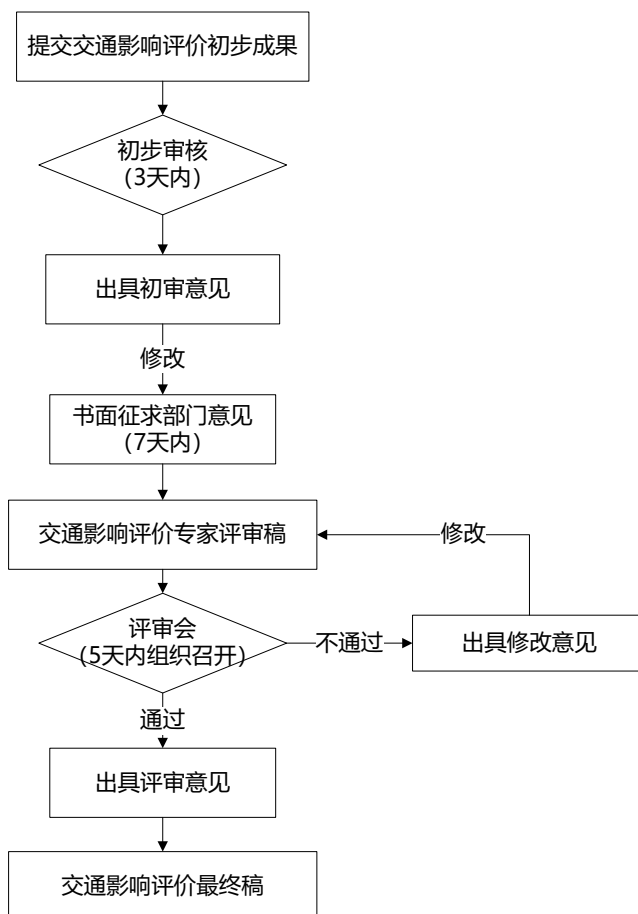 提交交通影响评价初步成果
初步审核
（3天内）
出具初审意见
修改
书面征求部门意见
（7天内）
交通影响评价专家评审稿
修改
评审会
（5天内组织召开）
不通过
出具修改意见
通过
出具评审意见
交通影响评价最终稿